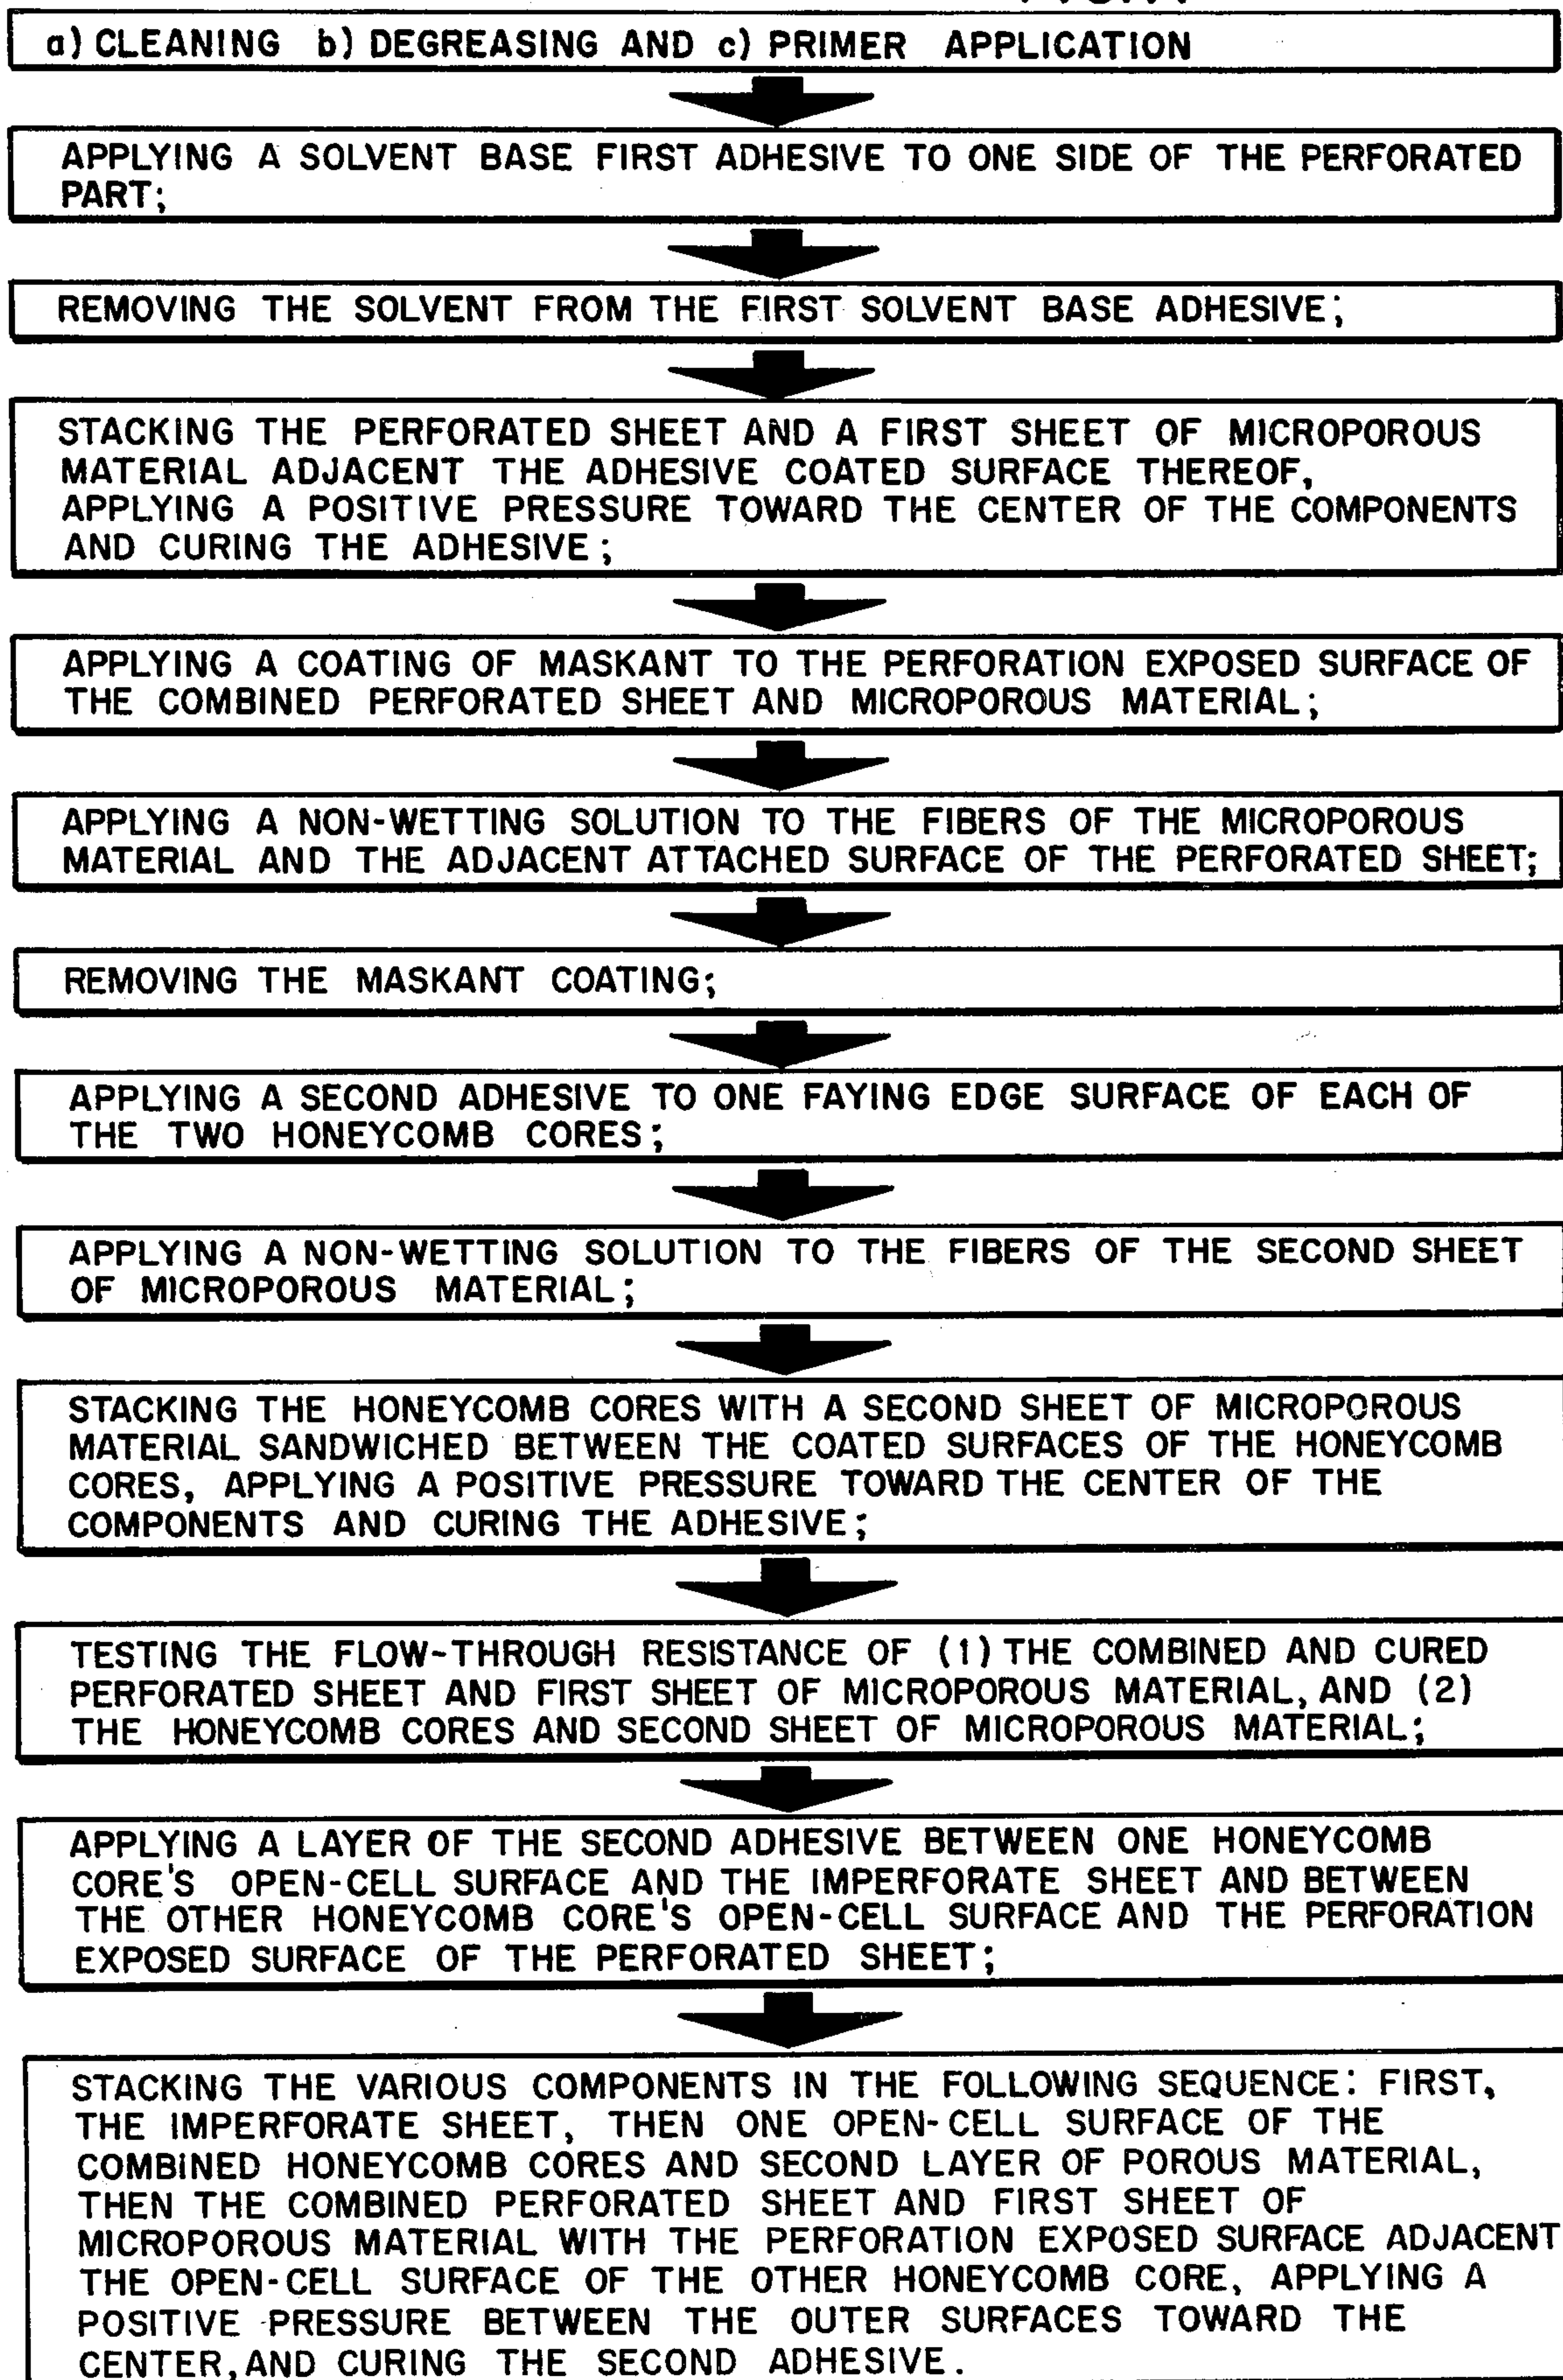 a) CLEANING b) DEGREASING AND c) PRIMER APPLICATION
APPLYING A SOLVENT BASE FIRST ADHESIVE TO ONE SIDE OF THE PERFORATED
PART;
REMOVING THE SOLVENT FROM THE FIRST SOLVENT BASE ADHESIVE;
STACKING THE PERFORATED SHEET AND A FIRST SHEET OF MICROPOROUS
MATERIAL ADJACENT THE ADHESIVE COATED SURFACE THEREOF,
APPLYING A POSITIVE PRESSURE TOWARD THE CENTER OF THE COMPONENTS
AND CURING THE ADHESIVE;
APPLYING A COATING OF MASKANT TO THE PERFORATION EXPOSED SURFACE OF
THE COMBINED PERFORATED SHEET AND MICROPOROUS MATERIAL;
APPLYING A NON-WETTING SOLUTION TO THE FIBERS OF THE MICROPOROUS
MATERIAL AND THE ADJACENT ATTACHED SURFACE OF THE PERFORATED SHEET;
REMOVING THE MASKANT COATING;
APPLYING A SECOND ADHESIVE TO ONE FAYING EDGE SURFACE OF EACH OF
THE TWO HONEYCOMB CORES;
APPLYING A NON-WETTING SOLUTION TO THE FIBERS OF THE SECOND SHEET
OF MICROPOROUS MATERIAL;
STACKING THE HONEYCOMB CORES WITH A SECOND SHEET OF MICROPOROUS
MATERIAL SANDWICHED BETWEEN THE COATED SURFACES OF THE HONEYCOMB
CORES, APPLYING A POSITIVE PRESSURE TOWARD THE CENTER OF THE
COMPONENTS AND CURING THE ADHESIVE;
TESTING THE FLOW-THROUGH RESISTANCE OF (1) THE COMBINED AND CURED
PERFORATED SHEET AND FIRST SHEET OF MICROPOROUS MATERIAL, AND (2)
THE HONEYCOMB CORES AND SECOND SHEET OF MICROPOROUS MATERIAL;
APPLYING A LAYER OF THE SECOND ADHESIVE BETWEEN ONE HONEYCOMB
CORE'S OPEN-CELL SURFACE AND THE IMPERFORATE SHEET AND BETWEEN
THE OTHER HONEYCOMB CORE'S OPEN-CELL SURFACE AND THE PERFORATION
EXPOSED SURFACE OF THE PERFORATED SHEET;
STACKING THE VARIOUS COMPONENTS IN THE FOLLOWING SEQUENCE: FIRST,
THE IMPERFORATE SHEET, THEN ONE OPEN-CELL SURFACE OF THE
COMBINED HONEYCOMB CORES AND SECOND LAYER OF POROUS MATERIAL,
THEN THE COMBINED PERFORATED SHEET AND FIRST SHEET OF
MICROPOROUS MATERIAL WITH THE PERFORATION EXPOSED SURFACE ADJACENT
THE OPEN-CELL SURFACE OF THE OTHER HONEYCOMB CORE, APPLYING A
POSITIVE PRESSURE BETWEEN THE OUTER SURFACES TOWARD THE
CENTER, AND CURING THE SECOND ADHESIVE.